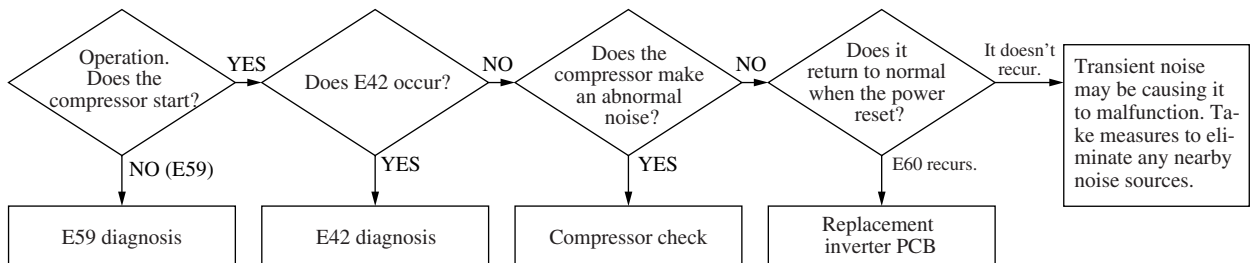 Operation.
Does the
compressor start?
YES
NO (E59)
E59 diagnosis
Does E42 occur?
NO
YES
E42 diagnosis
Does the
compressor make
an abnormal
noise?
NO
YES
Compressor check
Does it
return to normal
when the power
reset?
It doesn't
recur.
E60 recurs.
Replacement
inverter PCB
Transient noise
may be causing it
to malfunction. Ta-
ke measures to eli-
minate any nearby
noise sources.